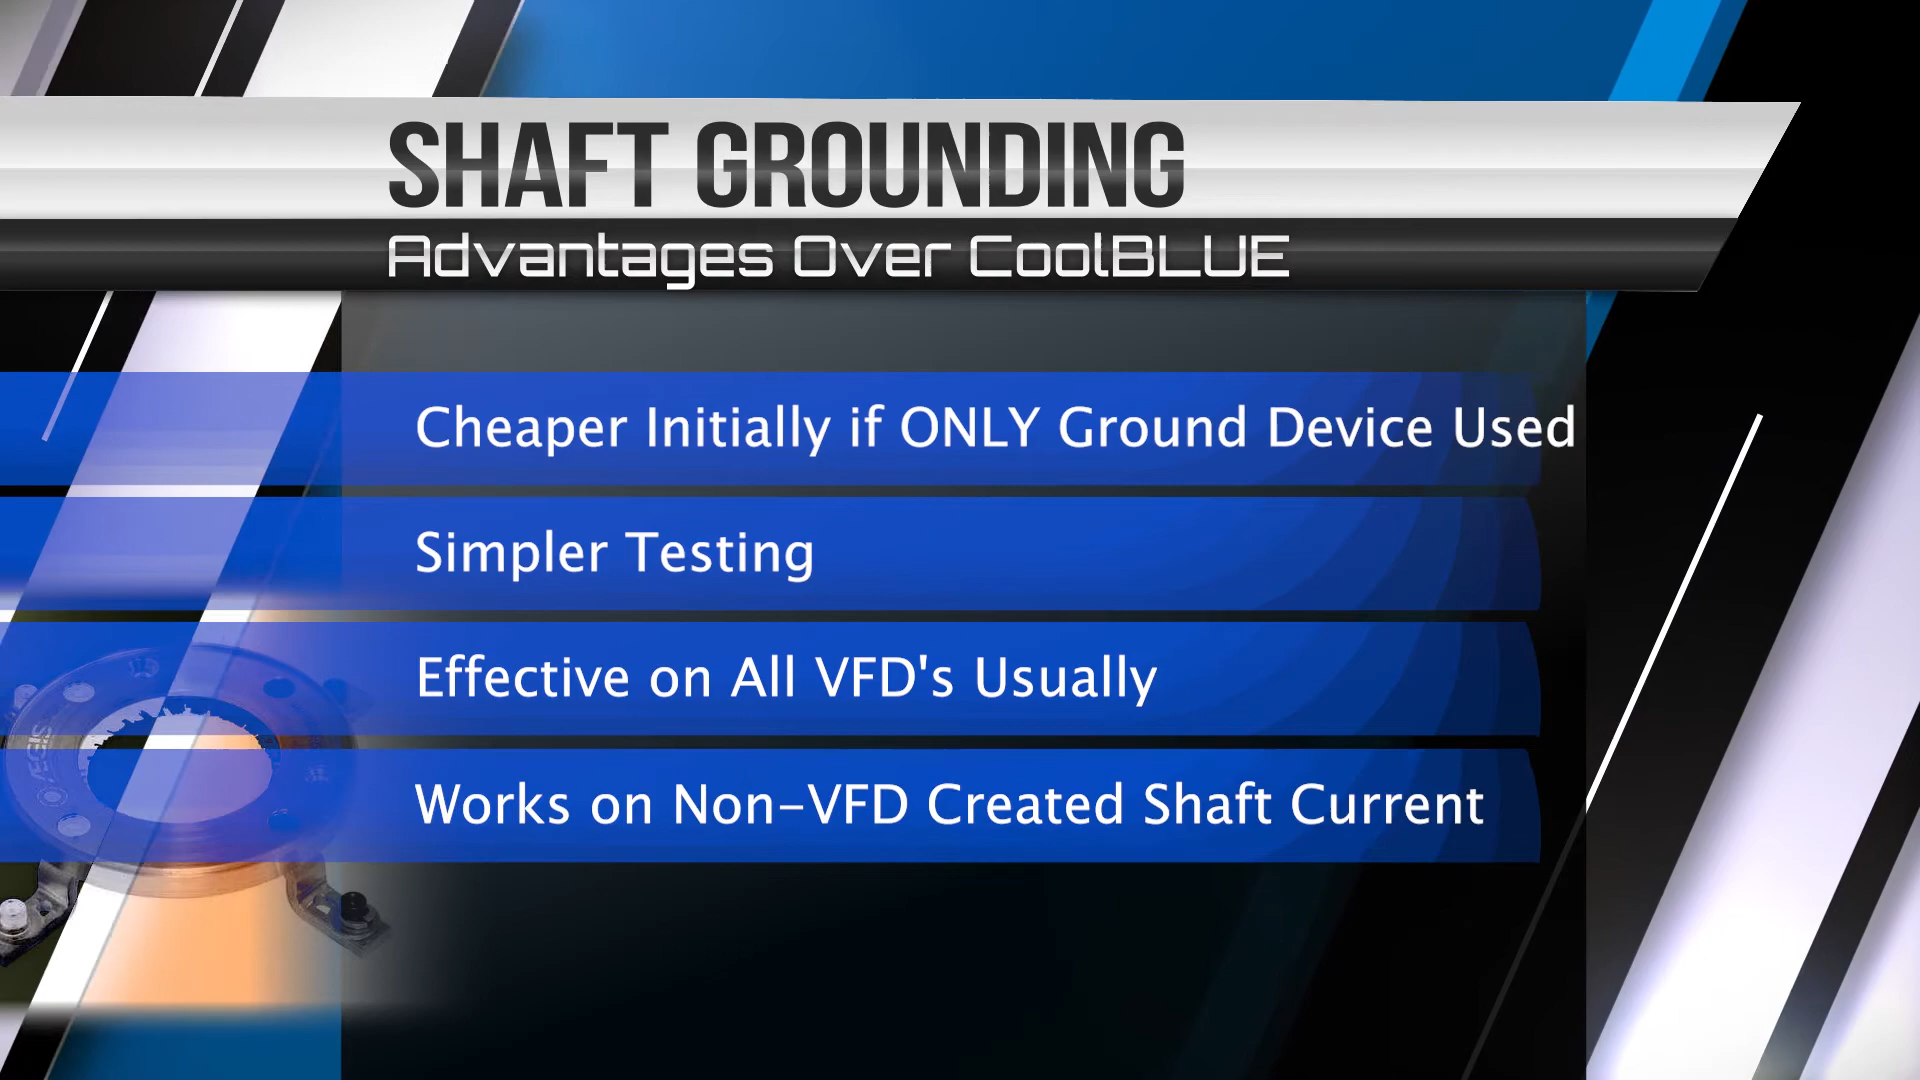 SHAFT GROUNDING
Advantages Over CoolBLUE
Cheaper Initially if ONLY Ground Device Used
Simpler Testing
Effective on All VFD's Usually
Works on Non-VFD Created Shaft Current
ÆGIS